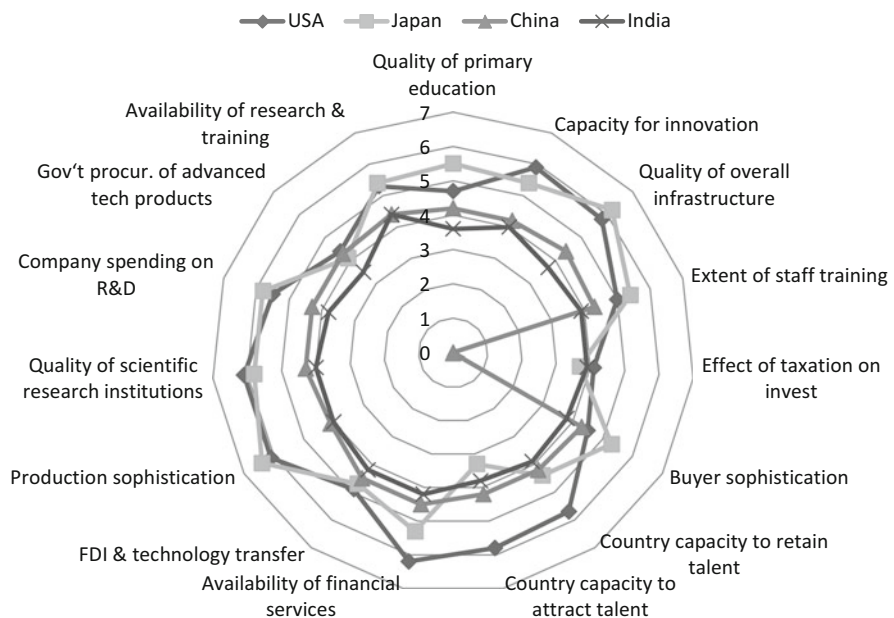 USA Japan China India
Quality of primary
education
Capacity for innovation
Quality of overall
infrastructure
Extent of staff training
Effect of taxation on
invest
Buyer sophistication
Country capacity to retain
talent
Country capacity to
attract talent
Availability of financial
services
FDI & technology transfer
Production sophistication
Quality of scientific
research institutions
Company spending on
R&D
Gov‘t procur. of advanced
tech products
Availability of research &
training
7
6
5
4
3
2
1
0